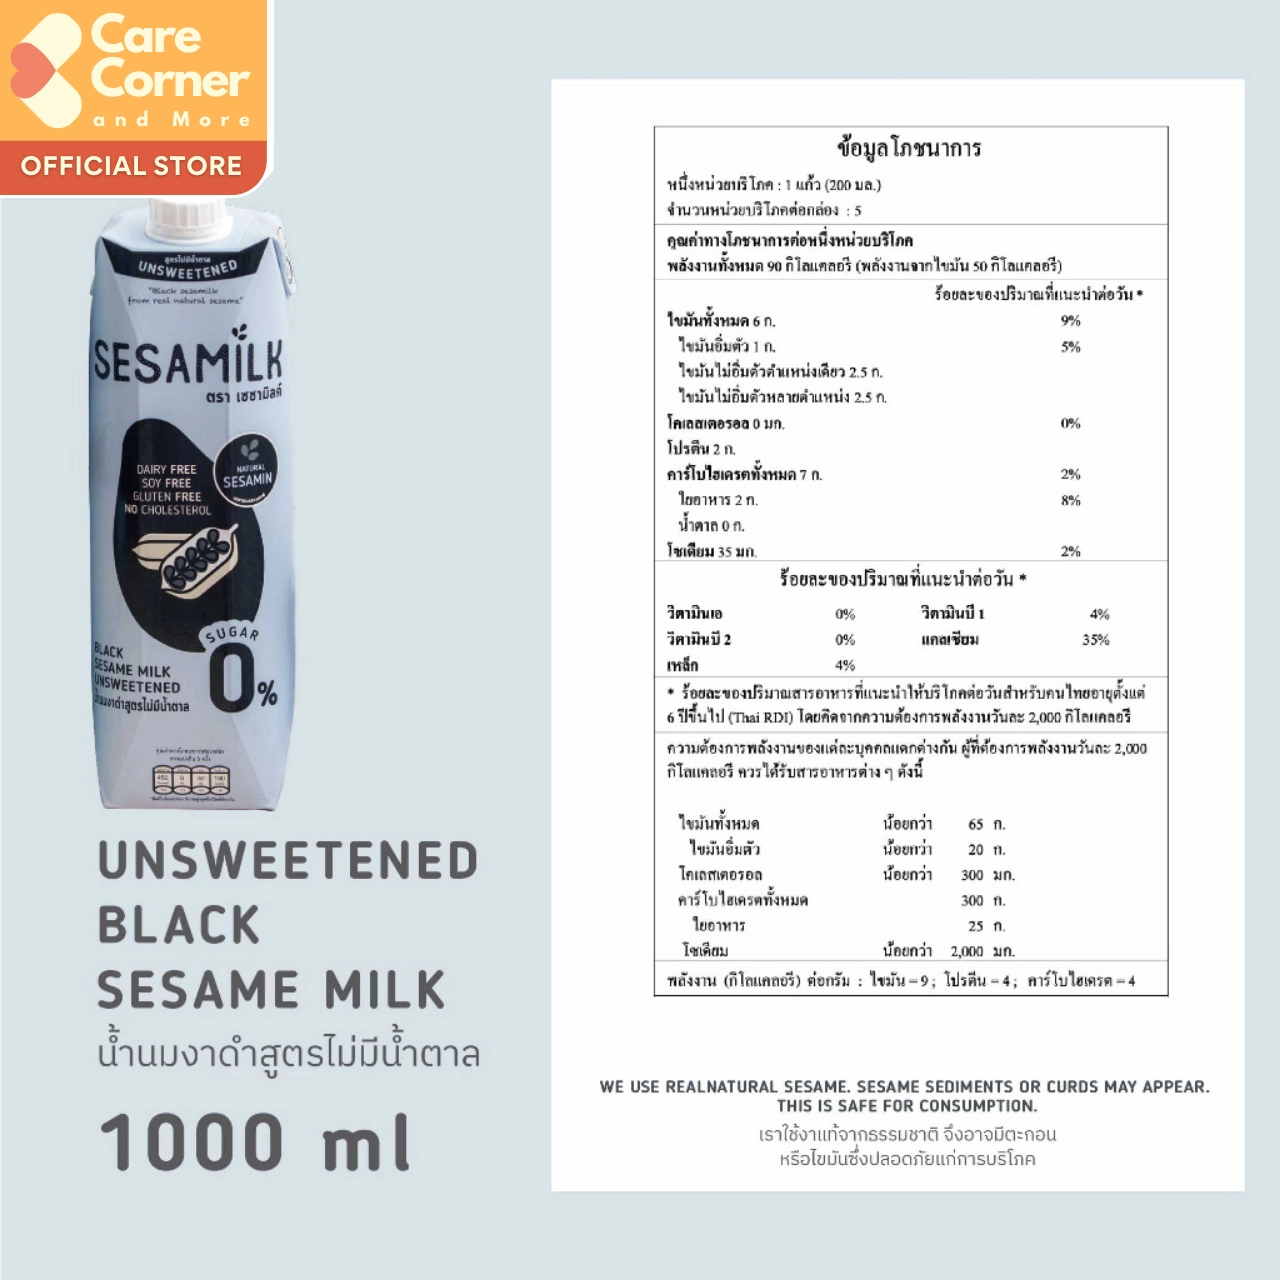 Care
Corner
and More
OFFICIAL STORE
สูตรไม่มีน้ำตาล
UNSWEETENED
"Black sesamilk
from real natural sesame"
SESAMILK
ตรา เซซามิลค์
DAIRY FREE
SOY FREE
GLUTEN FREE
NO CHOLESTEROL
NATURAL
SESAMIN
SUGAR
0%
BLACK
SESAME MILK
UNSWEETENED
น้ำนมงาดำสูตรไม่มีน้ำตาล
UNSWEETENED
BLACK
SESAME MILK
น้ำนมงาดำสูตรไม่มีน้ำตาล
1000 ml
ข้อมูลโภชนาการ
หนึ่งหน่วยบริโภค : 1 แก้ว (200 มล.)
จำนวนหน่วยบริโภคต่อกล่อง : 5
คุณค่าทางโภชนาการต่อหนึ่งหน่วยบริโภค
พลังงานทั้งหมด 90 กิโลแคลอรี (พลังงานจากไขมัน 50 กิโลแคลอรี)
ร้อยละของปริมาณที่แนะนำต่อวัน *
ไขมันทั้งหมด 6 ก. 9%
ไขมันอิ่มตัว 1 ก. 5%
ไขมันไม่อิ่มตัวตำแหน่งเดียว 2.5 ก.
ไขมันไม่อิ่มตัวหลายตำแหน่ง 2.5 ก.
โคเลสเตอรอล 0 มก. 0%
โปรตีน 2 ก.
คาร์โบไฮเดรตทั้งหมด 7 ก. 2%
ใยอาหาร 2 ก. 8%
น้ำตาล 0 ก.
โซเดียม 35 มก. 2%
ร้อยละของปริมาณที่แนะนำต่อวัน *
วิตามินเอ 0% วิตามินบี 1 4%
วิตามินบี 2 0% แคลเซียม 35%
เหล็ก 4%
* ร้อยละของปริมาณสารอาหารที่แนะนำให้บริโภคต่อวันสำหรับคนไทยอายุตั้งแต่
6 ปีขึ้นไป (Thai RDI) โดยคิดจากความต้องการพลังงานวันละ 2,000 กิโลแคลอรี
ความต้องการพลังงานของแต่ละบุคคลแตกต่างกัน ผู้ที่ต้องการพลังงานวันละ 2,000
กิโลแคลอรี ควรได้รับสารอาหารต่าง ๆ ดังนี้
ไขมันทั้งหมด น้อยกว่า 65 ก.
ไขมันอิ่มตัว น้อยกว่า 20 ก.
โคเลสเตอรอล น้อยกว่า 300 มก.
คาร์โบไฮเดรตทั้งหมด 300 ก.
ใยอาหาร 25 ก.
โซเดียม น้อยกว่า 2,000 มก.
พลังงาน (กิโลแคลอรี) ต่อกรัม : ไขมัน = 9 ; โปรตีน = 4 ; คาร์โบไฮเดรต = 4
WE USE REALNATURAL SESAME. SESAME SEDIMENTS OR CURDS MAY APPEAR.
THIS IS SAFE FOR CONSUMPTION.
เราใช้งาแท้จากธรรมชาติ จึงอาจมีตะกอน
หรือไขมันซึ่งปลอดภัยแก่การบริโภค